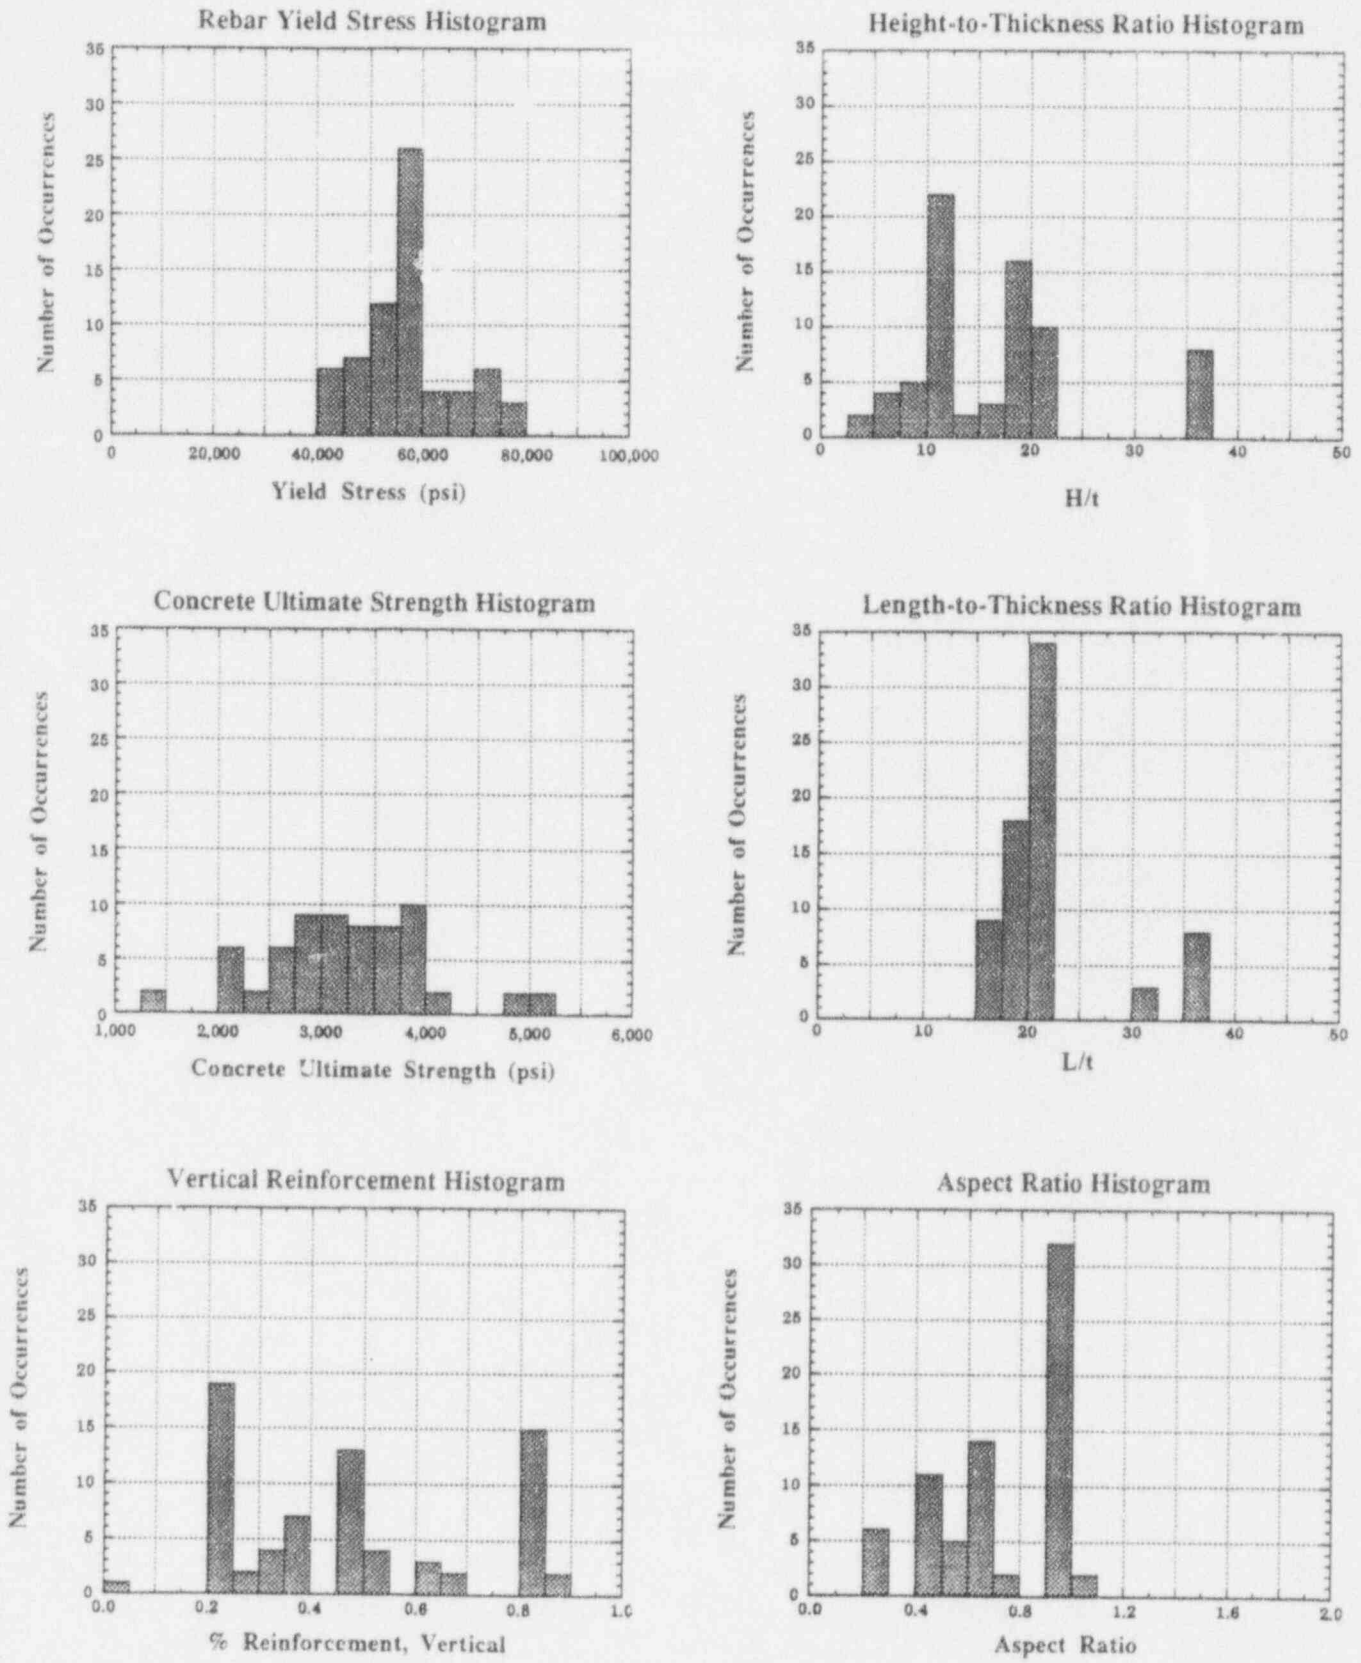 Rebar Yield Stress Histogram
35
30
25
20
15
10
5
0
Number of Occurrences
0 20,000 40,000 60,000 80,000 100,000
Yield Stress (psi)
Height-to-Thickness Ratio Histogram
35
30
25
20
15
10
5
0
Number of Occurrences
0 10 20 30 40 50
H/t
Concrete Ultimate Strength Histogram
35
30
25
20
15
10
5
0
Number of Occurrences
1,000 2,000 3,000 4,000 5,000 6,000
Concrete Ultimate Strength (psi)
Length-to-Thickness Ratio Histogram
35
30
25
20
15
10
5
0
Number of Occurrences
0 10 20 30 40 50
L/t
Vertical Reinforcement Histogram
35
30
25
20
15
10
5
0
Number of Occurrences
0.0 0.2 0.4 0.6 0.8 1.0
% Reinforcement, Vertical
Aspect Ratio Histogram
35
30
25
20
15
10
5
0
Number of Occurrences
0.0 0.4 0.8 1.2 1.6 2.0
Aspect Ratio